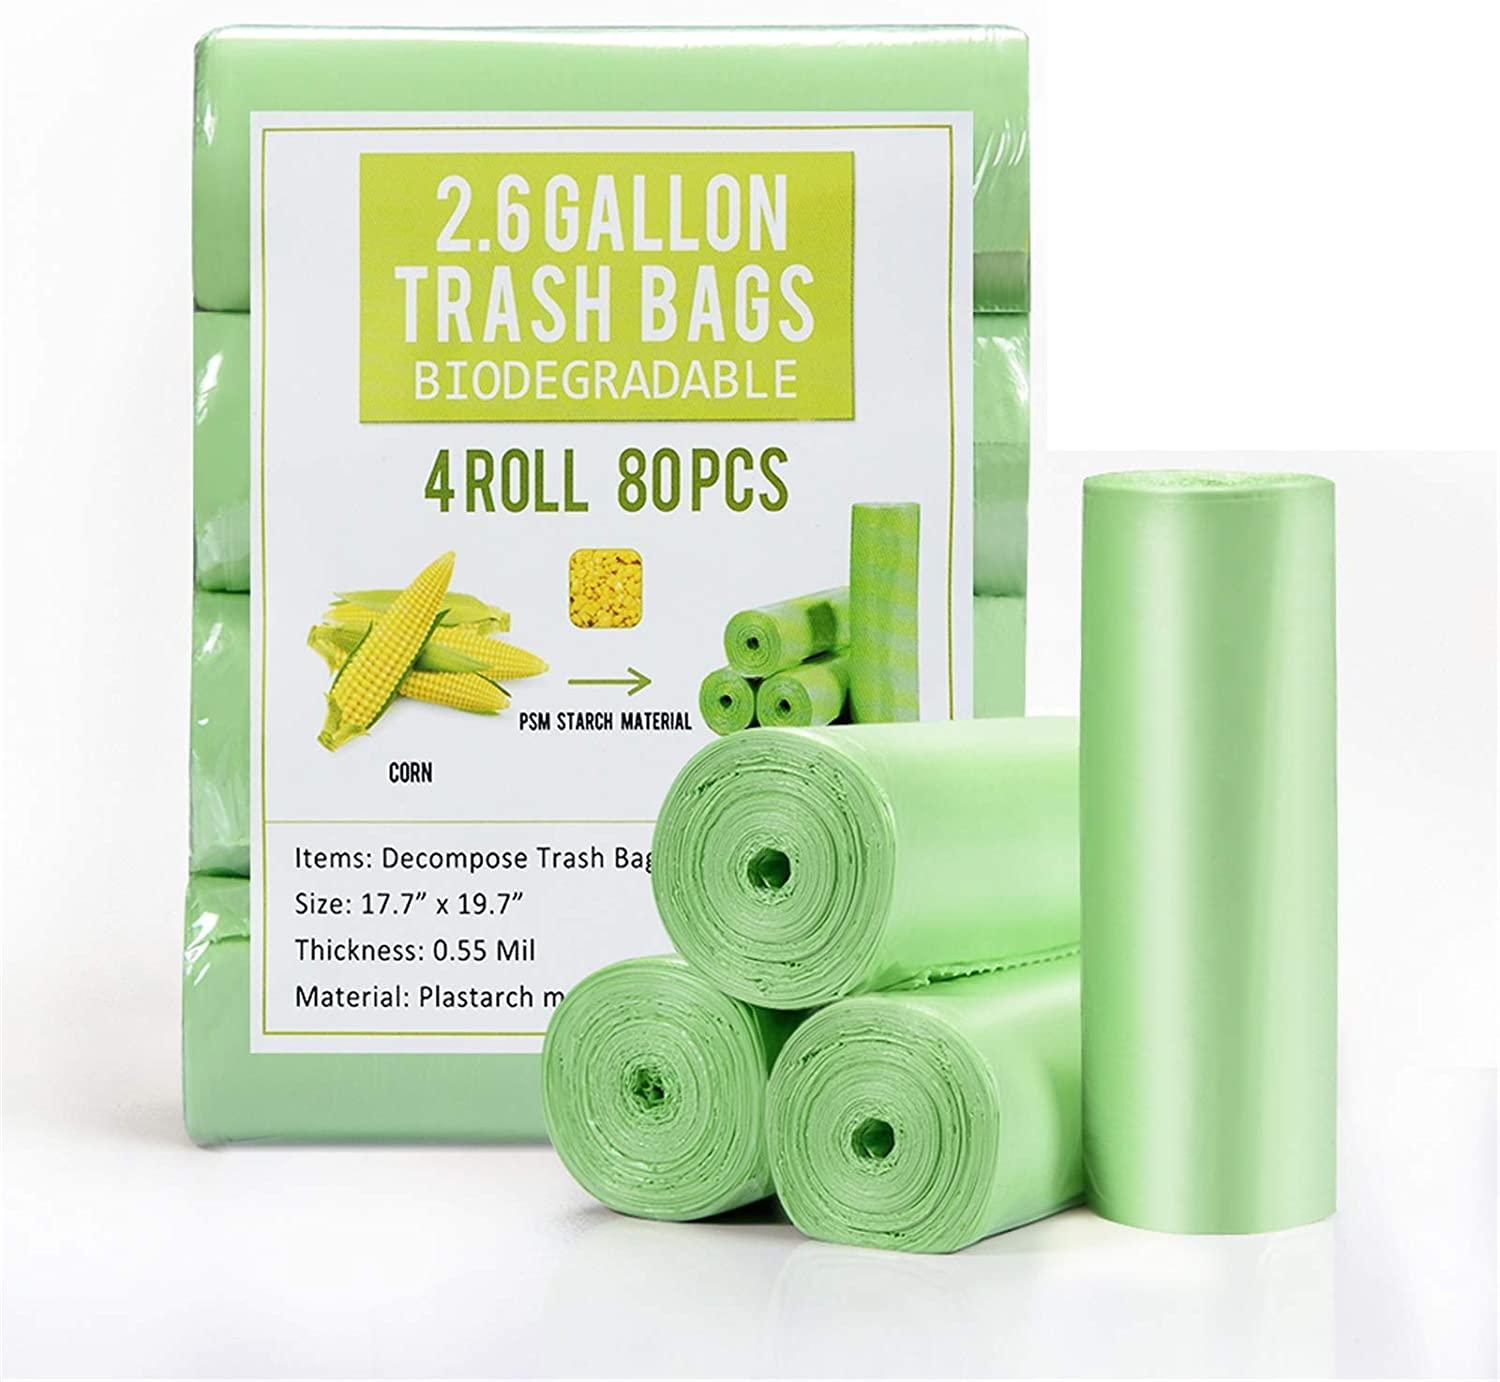 2.6 GALLON
TRASH BAGS
BIODEGRADABLE
4 ROLL 80 PCS
PSM STARCH MATERIAL
CORN
Items: Decompose Trash
Size: 17.7” x 19.7”
Thickness: 0.55 Mil
Material: Plastarch